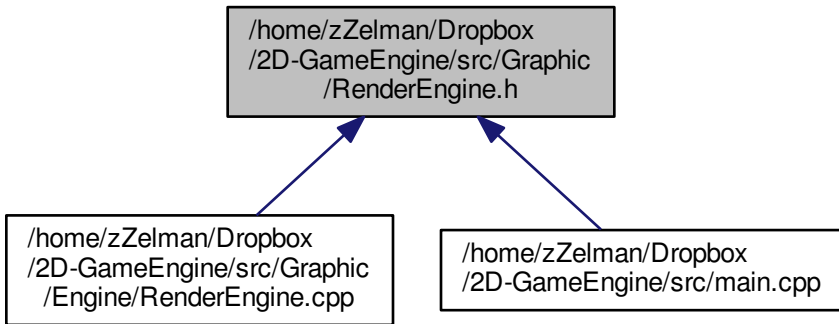 /home/zZelman/Dropbox
/2D-GameEngine/src/Graphic
/RenderEngine.h
/home/zZelman/Dropbox
/2D-GameEngine/src/Graphic
/Engine/RenderEngine.cpp
/home/zZelman/Dropbox
/2D-GameEngine/src/main.cpp